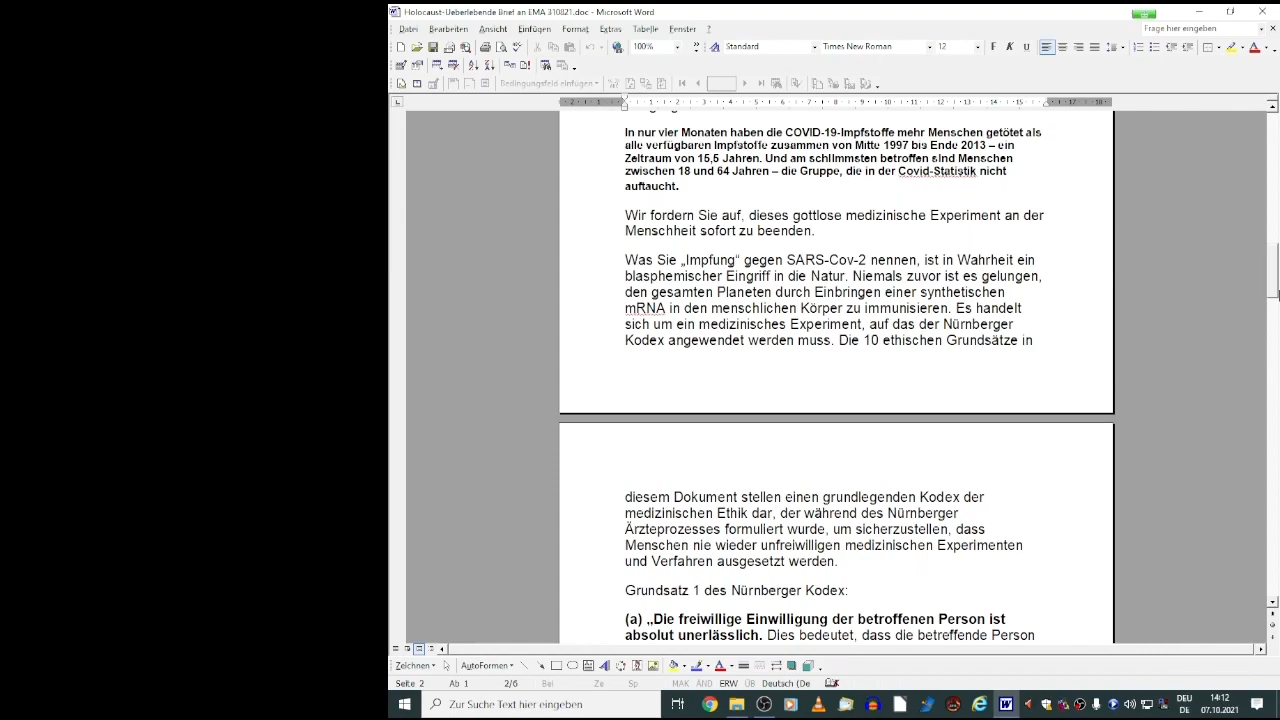 Holocaust-Ueberlebende Brief an EMA 310821.doc - Microsoft Word
Datei Bearbeiten Ansicht Einfügen Format Extras Tabelle Fenster ? Frage hier eingeben
100% Standard Times New Roman 12 F K U
Bedingungsfeld einfügen
In nur vier Monaten haben die COVID-19-Impfstoffe mehr Menschen getötet als
alle verfügbaren Impfstoffe zusammen von Mitte 1997 bis Ende 2013 – ein
Zeitraum von 15,5 Jahren. Und am schlimmsten betroffen sind Menschen
zwischen 18 und 64 Jahren – die Gruppe, die in der Covid-Statistik nicht
auftaucht.
Wir fordern Sie auf, dieses gottlose medizinische Experiment an der
Menschheit sofort zu beenden.
Was Sie „Impfung“ gegen SARS-Cov-2 nennen, ist in Wahrheit ein
blasphemischer Eingriff in die Natur. Niemals zuvor ist es gelungen,
den gesamten Planeten durch Einbringen einer synthetischen
mRNA in den menschlichen Körper zu immunisieren. Es handelt
sich um ein medizinisches Experiment, auf das der Nürnberger
Kodex angewendet werden muss. Die 10 ethischen Grundsätze in
diesem Dokument stellen einen grundlegenden Kodex der
medizinischen Ethik dar, der während des Nürnberger
Ärzteprozesses formuliert wurde, um sicherzustellen, dass
Menschen nie wieder unfreiwilligen medizinischen Experimenten
und Verfahren ausgesetzt werden.
Grundsatz 1 des Nürnberger Kodex:
(a) „Die freiwillige Einwilligung der betroffenen Person ist
absolut unerlässlich. Dies bedeutet, dass die betreffende Person
Zeichnen AutoFormen
Seite 2 Ab 1 2/6 Bei Ze Sp MAK ÄND ERW ÜB Deutsch (De
Zur Suche Text hier eingeben
DEU 14:12
DE 07.10.2021